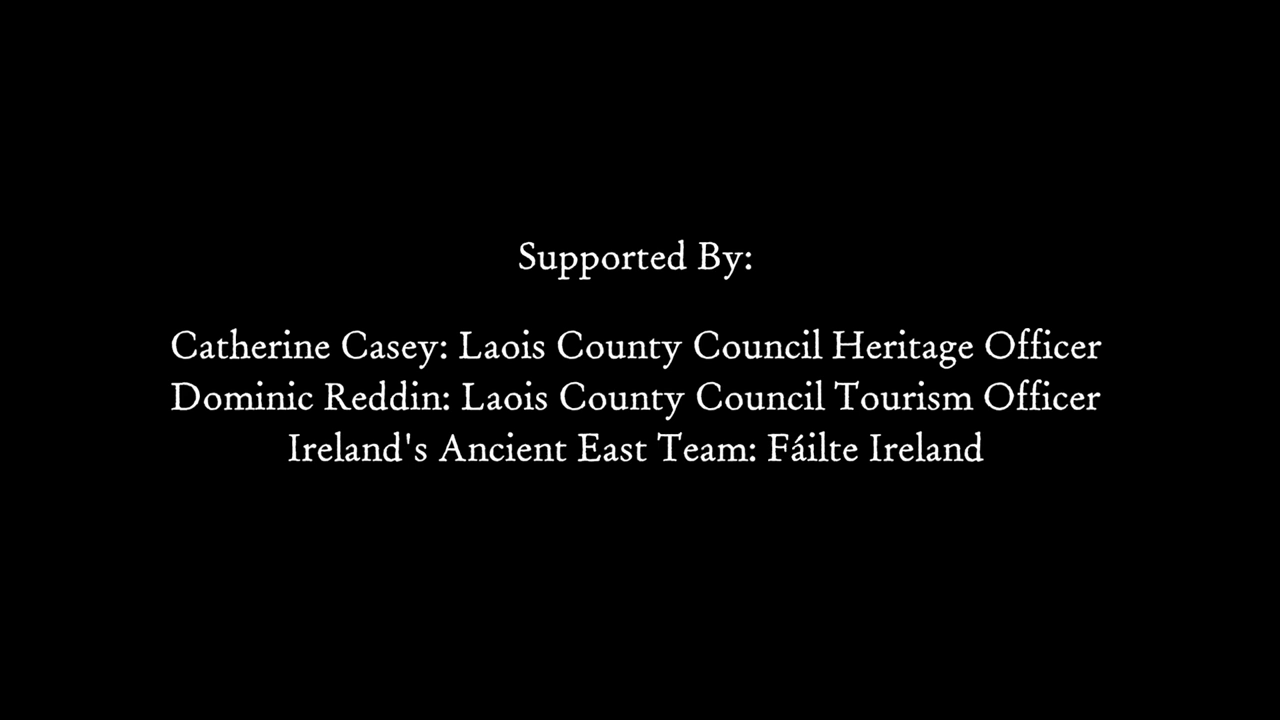 Supported By:
Catherine Casey: Laois County Council Heritage Officer
Dominic Reddin: Laois County Council Tourism Officer
Ireland's Ancient East Team: Fáilte Ireland